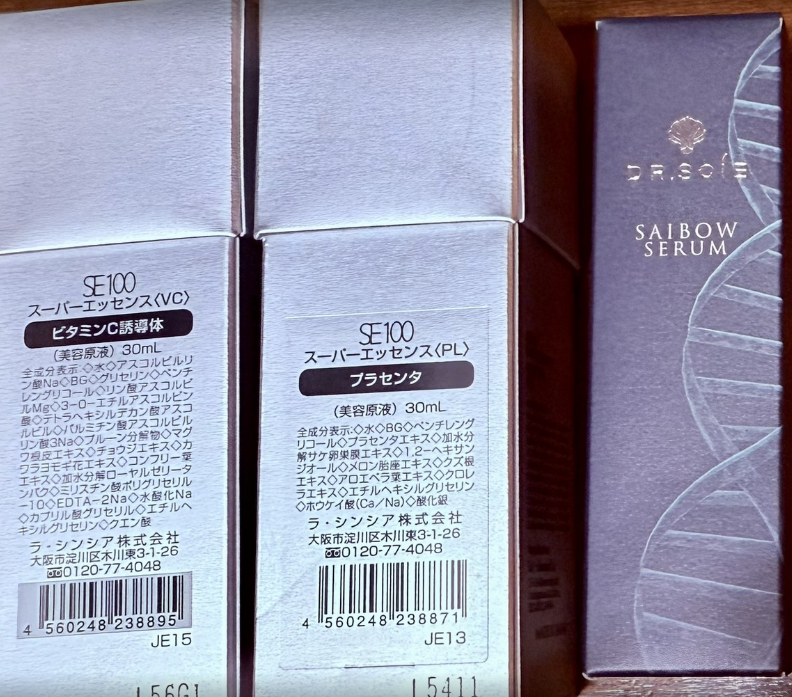 SE100
スーパーエッセンス〈VC〉
ビタミンC誘導体
(美容原液) 30mL
全成分表示:◇水◇アスコルビルリ
ン酸Na◇BG◇グリセリン◇ペンチ
レングリコール◇リン酸アスコルビ
ルMg◇3-O-エチルアスコルビン
酸◇テトラヘキシルデカン酸アスコ
ルビル◇パルミチン酸アスコルビル
リン酸3Na◇プルーン分解物◇マグ
ワ根皮エキス◇チョウジエキス◇カ
ワラヨモギ花エキス◇コンフリー葉
エキス◇加水分解ローヤルゼリータ
ンパク◇ミリスチン酸ポリグリセリル
-10◇EDTA-2Na◇水酸化Na
◇カプリル酸グリセリル◇エチルヘ
キシルグリセリン◇クエン酸
ラ・シンシア株式会社
大阪市淀川区木川東3-1-26
0120-77-4048
4 560248 238895
JE15
L56G1
SE100
スーパーエッセンス〈PL〉
プラセンタ
(美容原液) 30mL
全成分表示:◇水◇BG◇ペンチレング
リコール◇プラセンタエキス◇加水分
解サケ卵巣膜エキス◇1,2-ヘキサン
ジオール◇メロン胎座エキス◇クズ根
エキス◇アロエベラ葉エキス◇クロレ
ラエキス◇エチルヘキシルグリセリン
◇ホウケイ酸(Ca/Na)◇酸化銀
ラ・シンシア株式会社
大阪市淀川区木川東3-1-26
0120-77-4048
4 560248 238871
JE13
L5411
DR.Sois
SAIBOW
SERUM